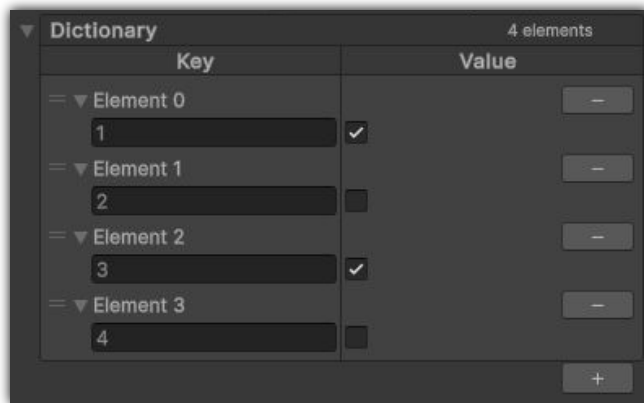 Dictionary 4 elements
Key Value
Element 0 −
1
Element 1 −
2
Element 2 −
3
Element 3 −
4
+